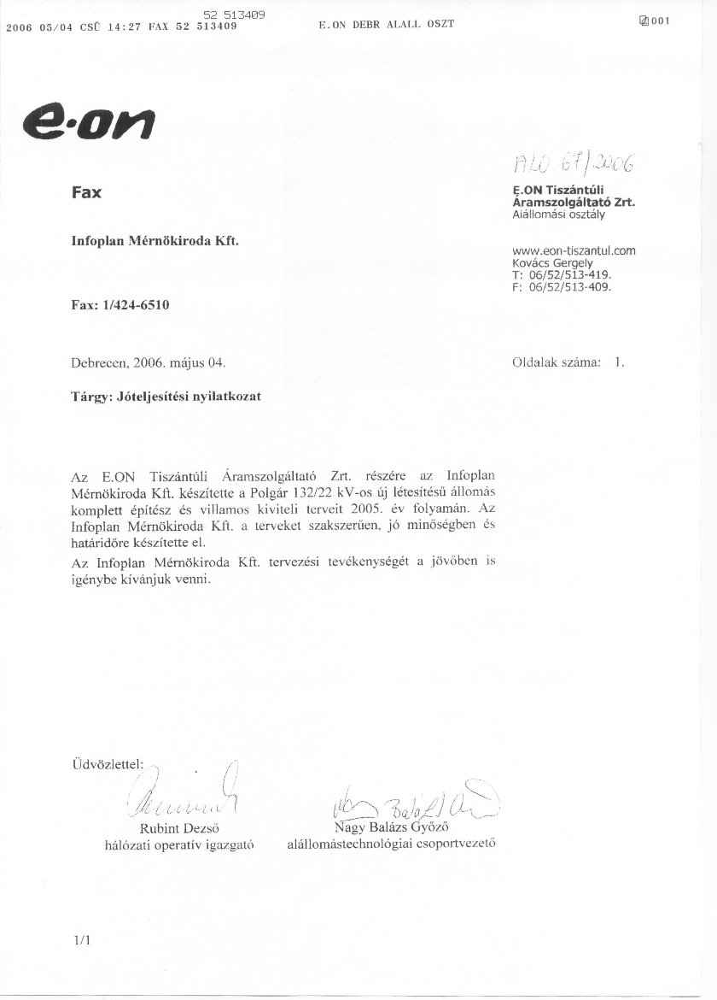 52 513409
2006 05/04 CSÜ 14:27 FAX 52 513409 E.ON DEBR ALALL OSZT 001
e·on
67/2006
Fax
E.ON Tiszántúli
Áramszolgáltató Zrt.
Alállomási osztály
Infoplan Mérnökiroda Kft.
www.eon-tiszantul.com
Kovács Gergely
T: 06/52/513-419.
F: 06/52/513-409.
Fax: 1/424-6510
Debrecen, 2006. május 04. Oldalak száma: 1.
Tárgy: Jóteljesítési nyilatkozat
Az E.ON Tiszántúli Áramszolgáltató Zrt. részére az Infoplan
Mérnökiroda Kft. készítette a Polgár 132/22 kV-os új létesítésű állomás
komplett építész és villamos kiviteli terveit 2005. év folyamán. Az
Infoplan Mérnökiroda Kft. a terveket szakszerűen, jó minőségben és
határidőre készítette el.
Az Infoplan Mérnökiroda Kft. tervezési tevékenységét a jövőben is
igénybe kívánjuk venni.
Üdvözlettel:
Rubint Dezső
hálózati operatív igazgató
Nagy Balázs Győző
alállomástechnológiai csoportvezető
1/1